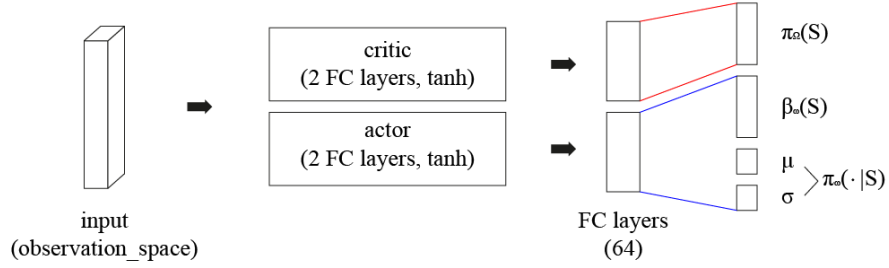 critic
(2 FC layers, tanh)
actor
(2 FC layers, tanh)
input
(observation_space)
FC layers
(64)
πΩ(S)
βω(S)
μ
σ
πω(·|S)